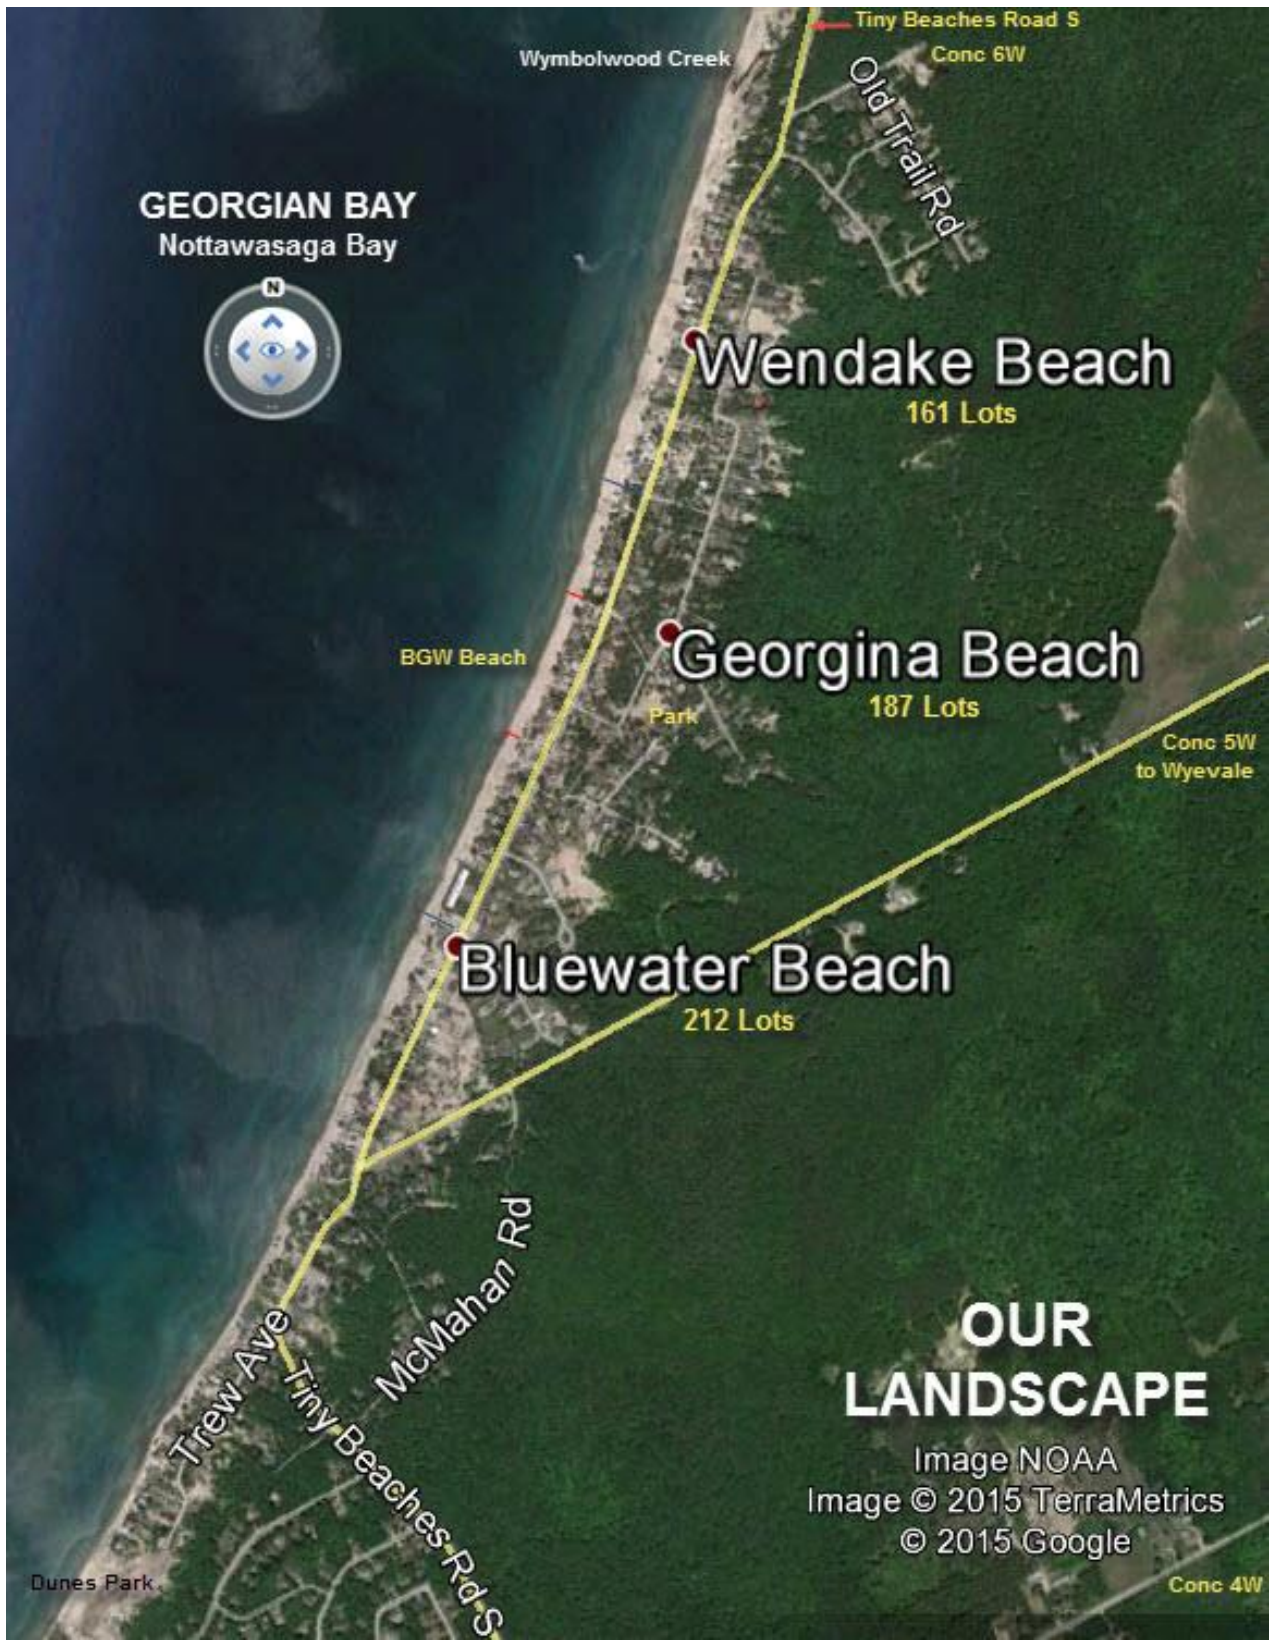 Tiny Beaches Road S
Wymbolwood Creek
Conc 6W
Old Trail Rd
GEORGIAN BAY
Nottawasaga Bay
N
Wendake Beach
161 Lots
Georgina Beach
BGW Beach
187 Lots
Park
Conc 5W
to Wyevale
Bluewater Beach
212 Lots
McMahan Rd
Trew Ave
Tiny Beaches Rd S
OUR
LANDSCAPE
Image NOAA
Image © 2015 TerraMetrics
© 2015 Google
Dunes Park
Conc 4W